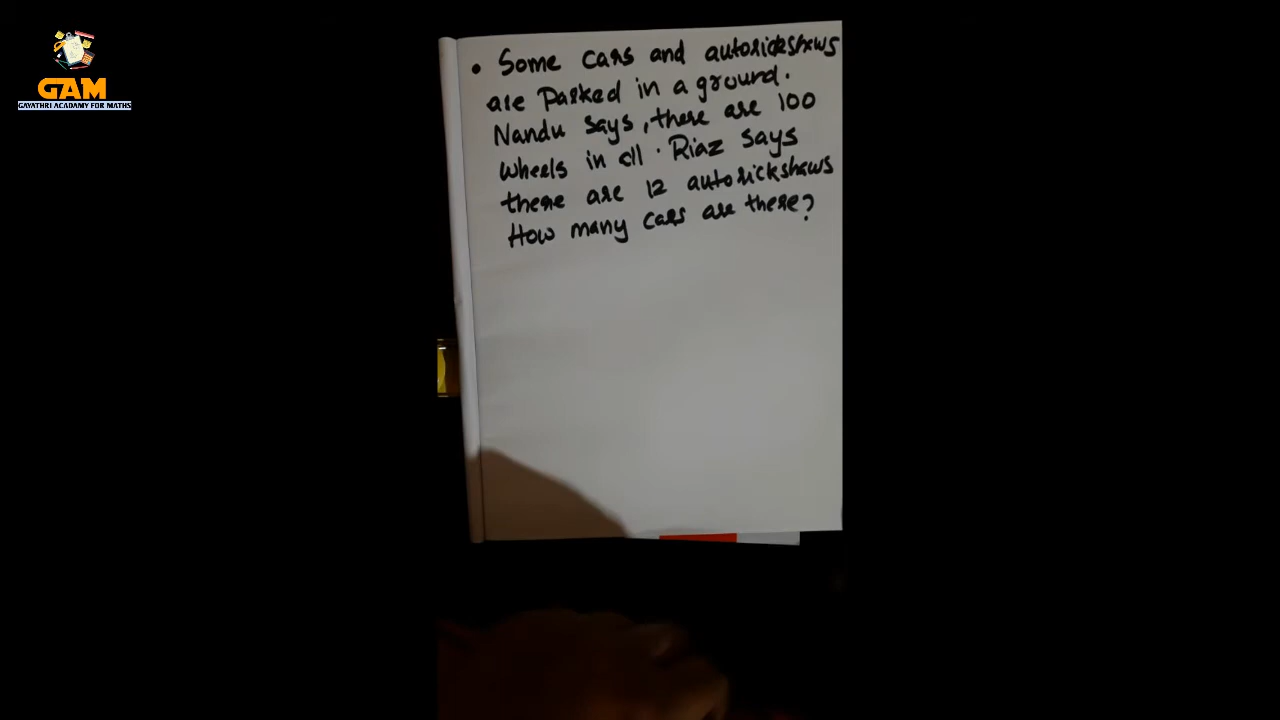 GAM
GAYATHRI ACADAMY FOR MATHS
• Some cars and autorickshaws
are parked in a ground.
Nandu says, there are 100
wheels in all. Riaz says
there are 12 autorickshaws
How many cars are there?